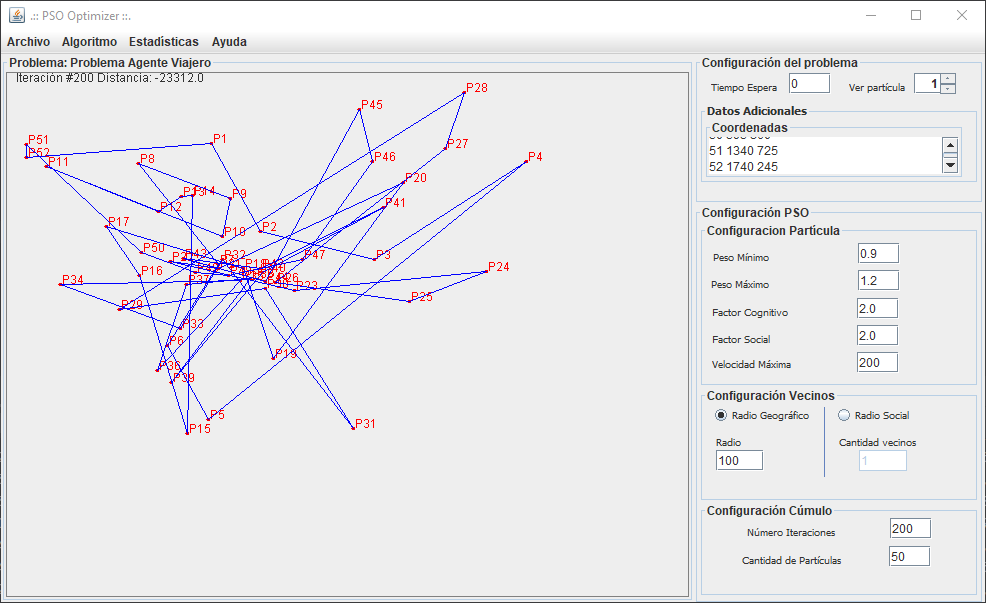 .:: PSO Optimizer ::.
Archivo Algoritmo Estadísticas Ayuda
Problema: Problema Agente Viajero
Iteración #200 Distancia: -23312.0
P28
P45
P1
P51
P27
P52
P46
P4
P8
P11
P20
P9
P41
P12
P17
P2
P10
P50
P47
P3
P24
P16
P34
P37
P23
P25
P29
P33
P6
P19
P36
P39
P5
P31
P15
Configuración del problema
Tiempo Espera 0 Ver partícula 1
Datos Adicionales
Coordenadas
51 1340 725
52 1740 245
Configuración PSO
Configuracion Particula
Peso Mínimo 0.9
Peso Máximo 1.2
Factor Cognitivo 2.0
Factor Social 2.0
Velocidad Máxima 200
Configuración Vecinos
Radio Geográfico Radio Social
Radio Cantidad vecinos
100 1
Configuración Cúmulo
Número Iteraciones 200
Cantidad de Partículas 50